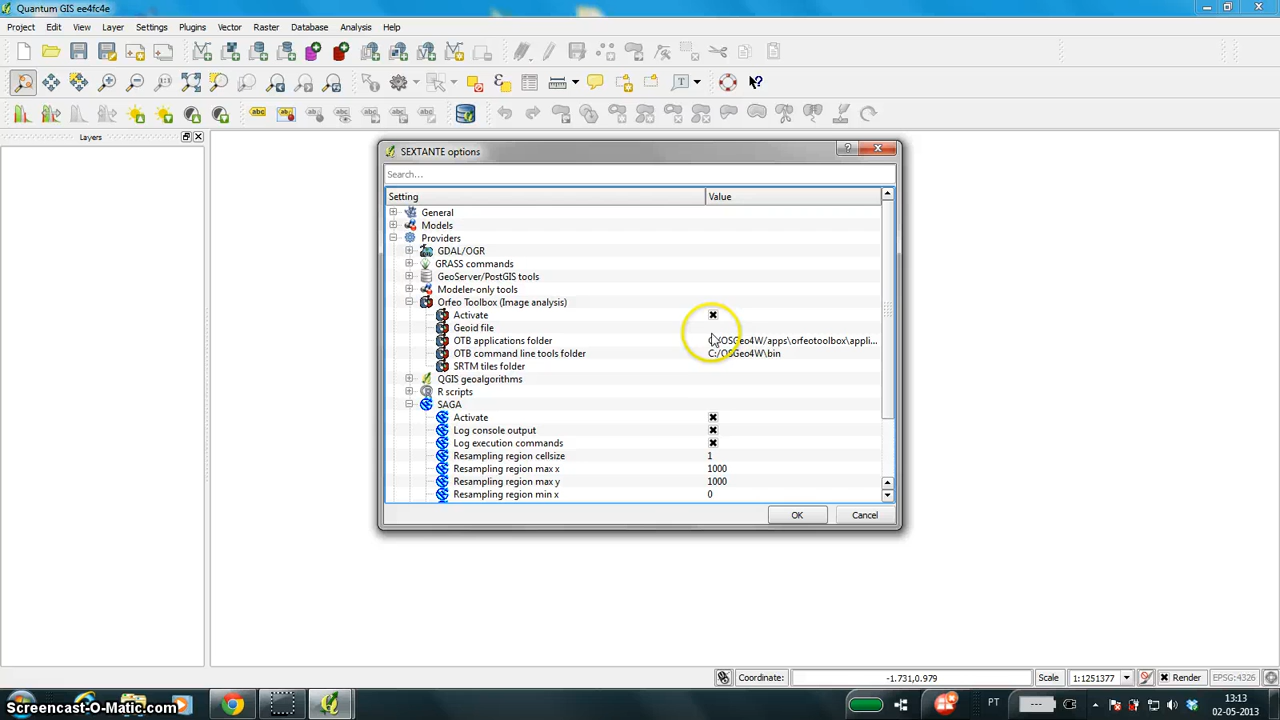 Quantum GIS ee4fc4e
Project Edit View Layer Settings Plugins Vector Raster Database Analysis Help
Layers
SEXTANTE options
Search...
Setting Value
General
Models
Providers
GDAL/OGR
GRASS commands
GeoServer/PostGIS tools
Modeler-only tools
Orfeo Toolbox (Image analysis)
Activate
Geoid file
OTB applications folder /OSGeo4W/apps\orfeotoolbox\appli...
OTB command line tools folder C:/OSGeo4W\bin
SRTM tiles folder
QGIS geoalgorithms
R scripts
SAGA
Activate
Log console output
Log execution commands
Resampling region cellsize 1
Resampling region max x 1000
Resampling region max y 1000
Resampling region min x 0
OK Cancel
Coordinate: -1.731,0.979 Scale 1:1251377 Render EPSG:4326
PT 13:13
02-05-2013
Screencast-O-Matic.com